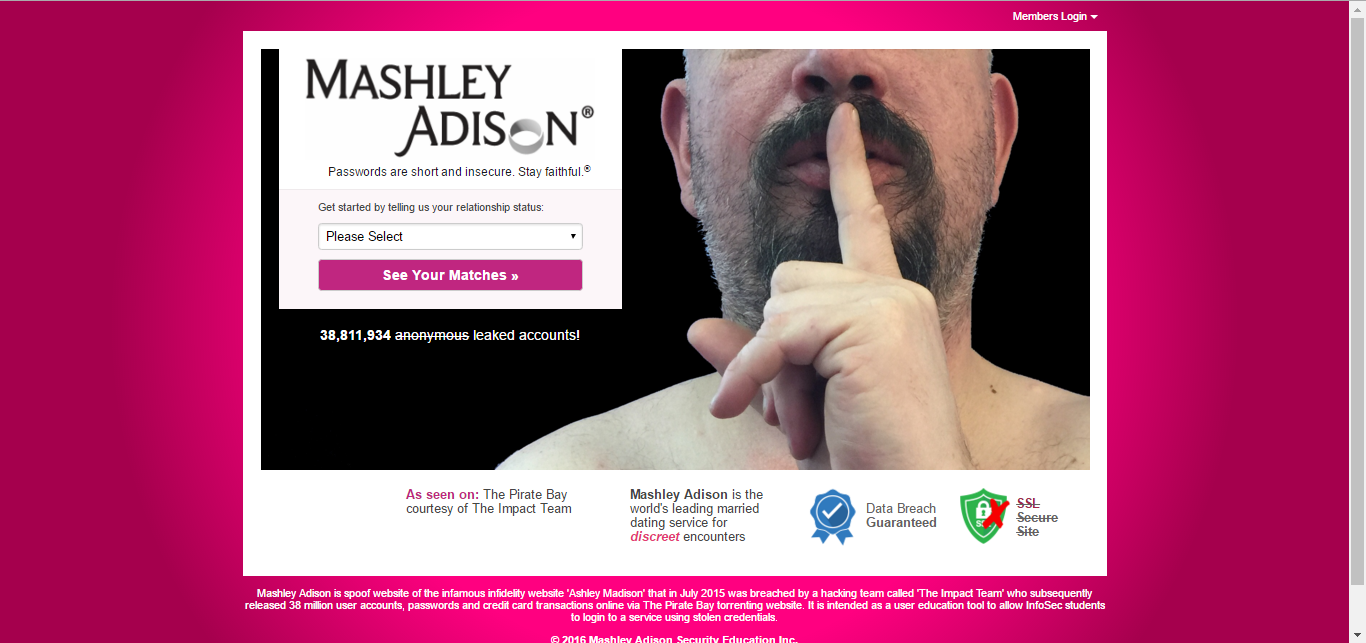 Members Login
MASHLEY
ADISON®
Passwords are short and insecure. Stay faithful.®
Get started by telling us your relationship status:
Please Select
See Your Matches »
38,811,934 anonymous leaked accounts!
As seen on: The Pirate Bay
courtesy of The Impact Team
Mashley Adison is the
world's leading married
dating service for
discreet encounters
Data Breach
Guaranteed
SSL
Secure
Site
Mashley Adison is spoof website of the infamous infidelity website 'Ashley Madison' that in July 2015 was breached by a hacking team called 'The Impact Team' who subsequently
released 38 million user accounts, passwords and credit card transactions online via The Pirate Bay torrenting website. It is intended as a user education tool to allow InfoSec students
to login to a service using stolen credentials.
© 2016 Mashley Adison Security Education Inc.